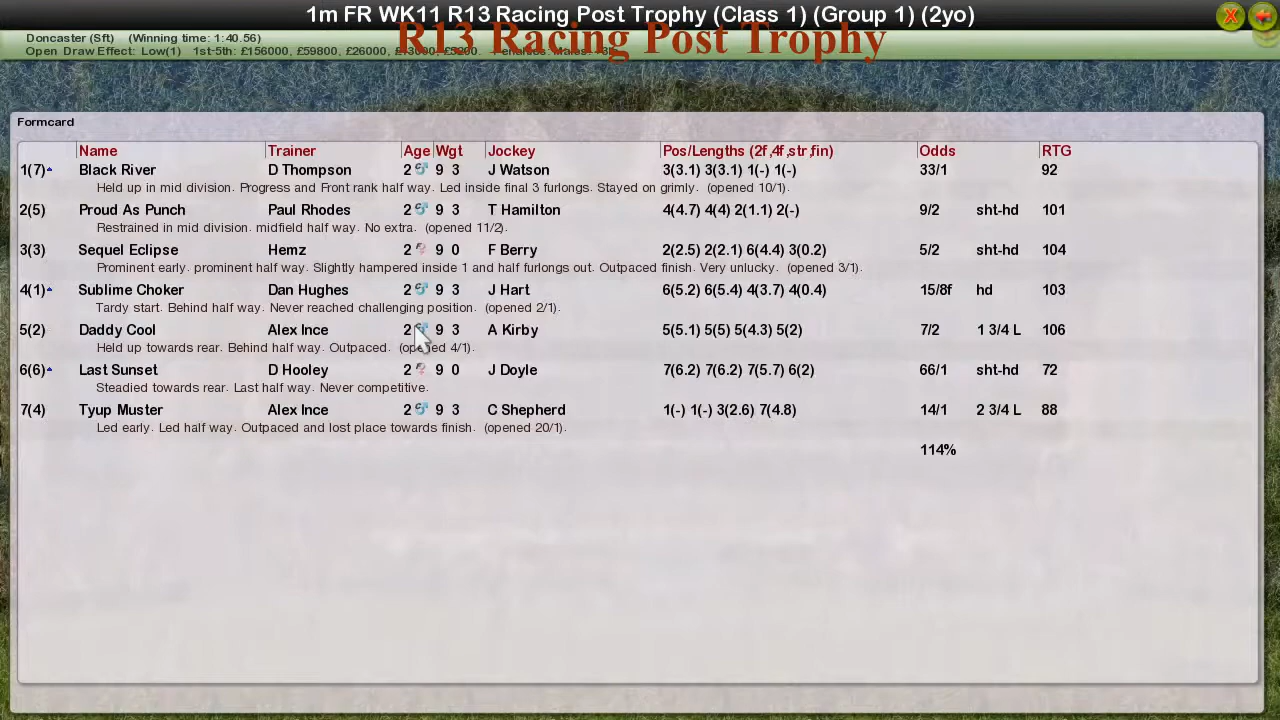 1m FR WK11 R13 Racing Post Trophy (Class 1) (Group 1) (2yo)
R13 Racing Post Trophy
Doncaster (Sft) (Winning time: 1:40.56)
Open Draw Effect: Low(1) 1st-5th: £156000, £59800, £26000, £13000, £5200.
Formcard
Name Trainer Age Wgt Jockey Pos/Lengths (2f,4f,str,fin) Odds RTG
1(7) Black River D Thompson 2 9 3 J Watson 3(3.1) 3(3.1) 1(-) 1(-) 33/1 92
Held up in mid division. Progress and Front rank half way. Led inside final 3 furlongs. Stayed on grimly. (opened 10/1).
2(5) Proud As Punch Paul Rhodes 2 9 3 T Hamilton 4(4.7) 4(4) 2(1.1) 2(-) 9/2 sht-hd 101
Restrained in mid division. midfield half way. No extra. (opened 11/2).
3(3) Sequel Eclipse Hemz 2 9 0 F Berry 2(2.5) 2(2.1) 6(4.4) 3(0.2) 5/2 sht-hd 104
Prominent early. prominent half way. Slightly hampered inside 1 and half furlongs out. Outpaced finish. Very unlucky. (opened 3/1).
4(1) Sublime Choker Dan Hughes 2 9 3 J Hart 6(5.2) 6(5.4) 4(3.7) 4(0.4) 15/8f hd 103
Tardy start. Behind half way. Never reached challenging position. (opened 2/1).
5(2) Daddy Cool Alex Ince 2 9 3 A Kirby 5(5.1) 5(5) 5(4.3) 5(2) 7/2 1 3/4 L 106
Held up towards rear. Behind half way. Outpaced. (opened 4/1).
6(6) Last Sunset D Hooley 2 9 0 J Doyle 7(6.2) 7(6.2) 7(5.7) 6(2) 66/1 sht-hd 72
Steadied towards rear. Last half way. Never competitive.
7(4) Tyup Muster Alex Ince 2 9 3 C Shepherd 1(-) 1(-) 3(2.6) 7(4.8) 14/1 2 3/4 L 88
Led early. Led half way. Outpaced and lost place towards finish. (opened 20/1).
114%